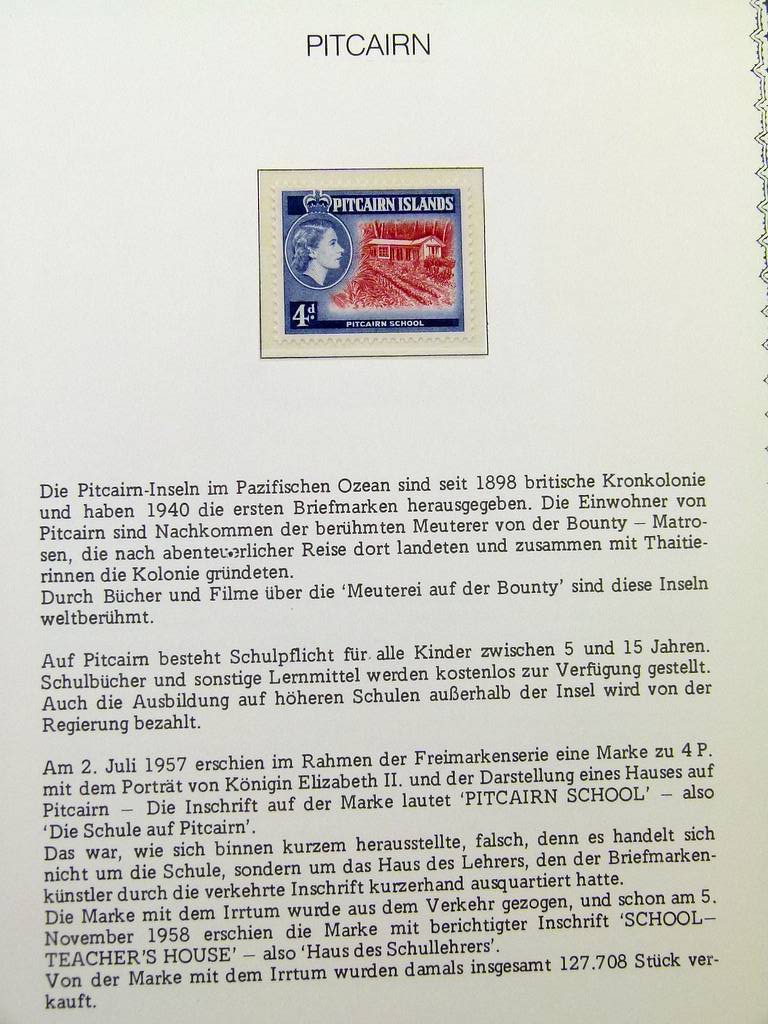 PITCAIRN
PITCAIRN ISLANDS
4d.
PITCAIRN SCHOOL
Die Pitcairn-Inseln im Pazifischen Ozean sind seit 1898 britische Kronkolonie
und haben 1940 die ersten Briefmarken herausgegeben. Die Einwohner von
Pitcairn sind Nachkommen der berühmten Meuterer von der Bounty – Matro-
sen, die nach abenteuerlicher Reise dort landeten und zusammen mit Thaitie-
rinnen die Kolonie gründeten.
Durch Bücher und Filme über die 'Meuterei auf der Bounty' sind diese Inseln
weltberühmt.
Auf Pitcairn besteht Schulpflicht für alle Kinder zwischen 5 und 15 Jahren.
Schulbücher und sonstige Lernmittel werden kostenlos zur Verfügung gestellt.
Auch die Ausbildung auf höheren Schulen außerhalb der Insel wird von der
Regierung bezahlt.
Am 2. Juli 1957 erschien im Rahmen der Freimarkenserie eine Marke zu 4 P.
mit dem Porträt von Königin Elizabeth II. und der Darstellung eines Hauses auf
Pitcairn – Die Inschrift auf der Marke lautet 'PITCAIRN SCHOOL' – also
'Die Schule auf Pitcairn'.
Das war, wie sich binnen kurzem herausstellte, falsch, denn es handelt sich
nicht um die Schule, sondern um das Haus des Lehrers, den der Briefmarken-
künstler durch die verkehrte Inschrift kurzerhand ausquartiert hatte.
Die Marke mit dem Irrtum wurde aus dem Verkehr gezogen, und schon am 5.
November 1958 erschien die Marke mit berichtigter Inschrift 'SCHOOL–
TEACHER'S HOUSE' – also 'Haus des Schullehrers'.
Von der Marke mit dem Irrtum wurden damals insgesamt 127.708 Stück ver-
kauft.